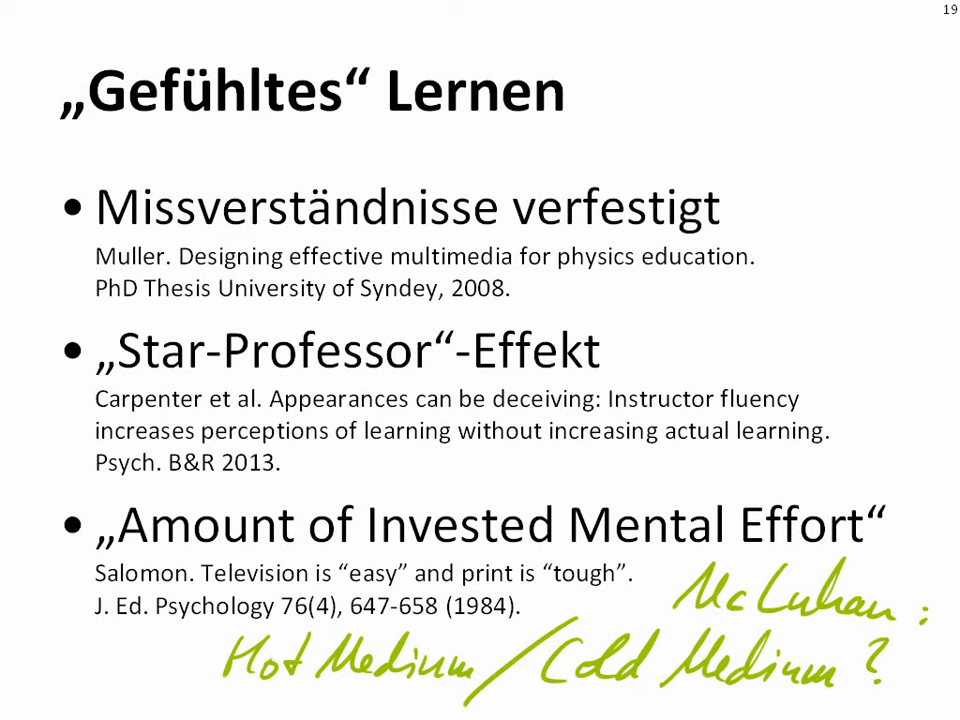 19
„Gefühltes“ Lernen
• Missverständnisse verfestigt
Muller. Designing effective multimedia for physics education.
PhD Thesis University of Syndey, 2008.
• „Star-Professor“-Effekt
Carpenter et al. Appearances can be deceiving: Instructor fluency
increases perceptions of learning without increasing actual learning.
Psych. B&R 2013.
• „Amount of Invested Mental Effort“
Salomon. Television is “easy” and print is “tough”.
J. Ed. Psychology 76(4), 647-658 (1984).
McLuhan:
Hot Medium/Cold Medium?